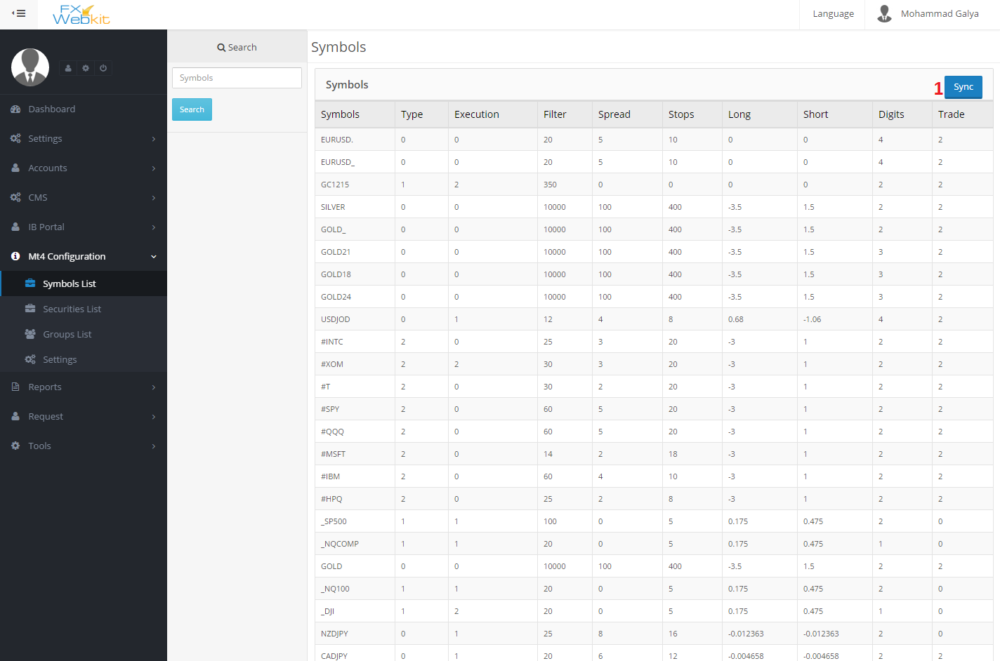 FX
Webkit
Language
Mohammad Galya
Dashboard
Settings
Accounts
CMS
IB Portal
Mt4 Configuration
Symbols List
Securities List
Groups List
Settings
Reports
Request
Tools
Search
Symbols
Search
Symbols
Symbols
1 Sync
Symbols Type Execution Filter Spread Stops Long Short Digits Trade
EURUSD. 0 0 20 5 10 0 0 4 2
EURUSD_ 0 0 20 5 10 0 0 4 2
GC1215 1 2 350 0 0 0 0 2 2
SILVER 0 0 10000 100 400 -3.5 1.5 2 2
GOLD_ 0 0 10000 100 400 -3.5 1.5 2 2
GOLD21 0 0 10000 100 400 -3.5 1.5 3 2
GOLD18 0 0 10000 100 400 -3.5 1.5 3 2
GOLD24 0 0 10000 100 400 -3.5 1.5 3 2
USDJOD 0 1 12 4 8 0.68 -1.06 4 2
#INTC 2 0 25 3 20 -3 1 2 2
#XOM 2 2 30 3 20 -3 1 2 2
#T 2 0 30 2 20 -3 1 2 2
#SPY 2 0 60 5 20 -3 1 2 2
#QQQ 2 0 60 5 20 -3 1 2 2
#MSFT 2 0 14 2 18 -3 1 2 2
#IBM 2 0 60 4 10 -3 1 2 2
#HPQ 2 0 25 2 8 -3 1 2 2
_SP500 1 1 100 0 5 0.175 0.475 2 0
_NQCOMP 1 1 20 0 5 0.175 0.475 1 0
GOLD 0 0 10000 100 400 -3.5 1.5 2 2
_NQ100 1 1 20 0 5 0.175 0.475 2 0
_DJI 1 2 20 0 5 0.175 0.475 1 0
NZDJPY 0 1 25 8 16 -0.012363 -0.012363 2 0
CADJPY 0 1 20 6 12 -0.004658 -0.004658 2 2